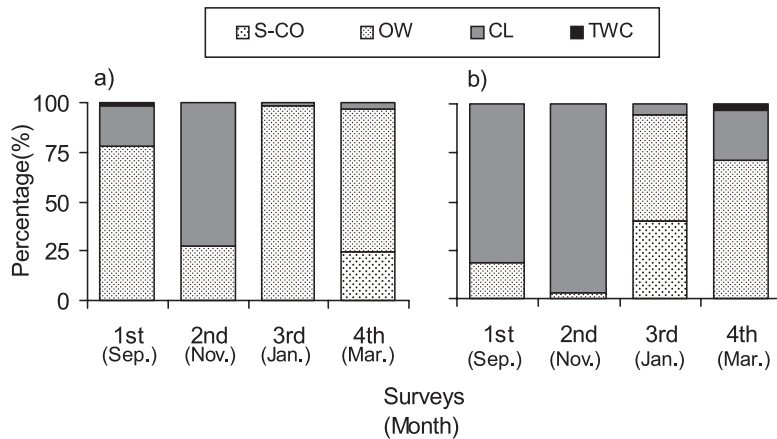 S-CO OW CL TWC
a) b)
Percentage(%)
100
75
50
25
0
1st 2nd 3rd 4th 1st 2nd 3rd 4th
(Sep.) (Nov.) (Jan.) (Mar.) (Sep.) (Nov.) (Jan.) (Mar.)
Surveys
(Month)